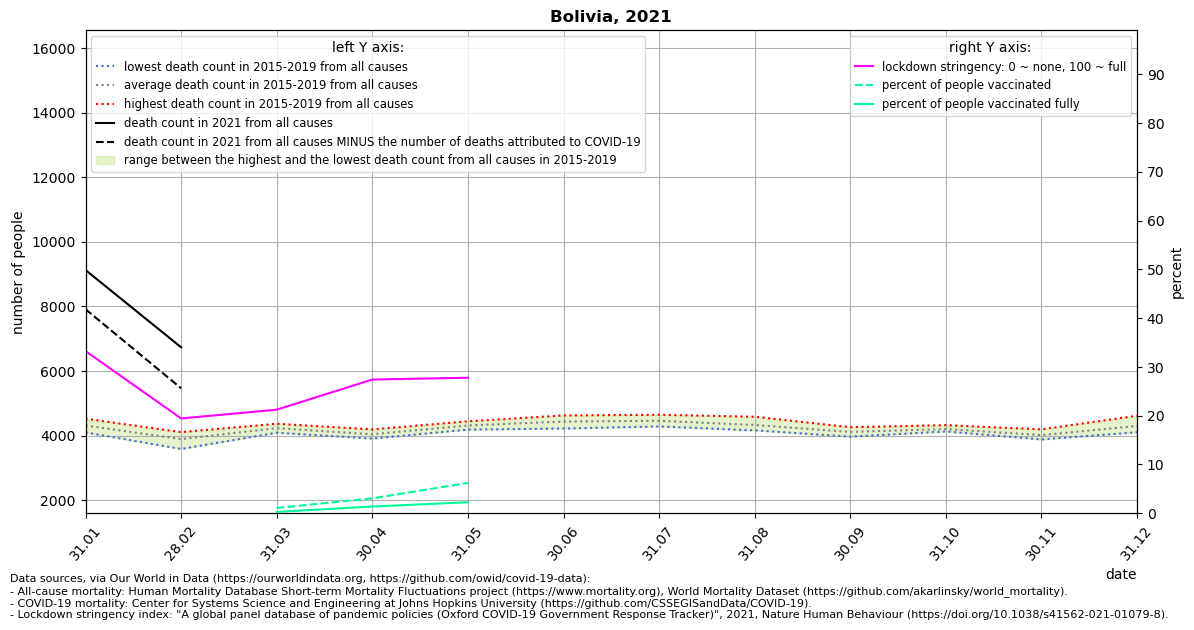 Bolivia, 2021
left Y axis:
lowest death count in 2015-2019 from all causes
average death count in 2015-2019 from all causes
highest death count in 2015-2019 from all causes
death count in 2021 from all causes
death count in 2021 from all causes MINUS the number of deaths attributed to COVID-19
range between the highest and the lowest death count from all causes in 2015-2019
right Y axis:
lockdown stringency: 0 ~ none, 100 ~ full
percent of people vaccinated
percent of people vaccinated fully
number of people
16000
14000
12000
10000
8000
6000
4000
2000
90
80
70
60
50
40
30
20
10
0
percent
31.01
28.02
31.03
30.04
31.05
30.06
31.07
31.08
30.09
31.10
30.11
31.12
date
Data sources, via Our World in Data (https://ourworldindata.org, https://github.com/owid/covid-19-data):
- All-cause mortality: Human Mortality Database Short-term Mortality Fluctuations project (https://www.mortality.org), World Mortality Dataset (https://github.com/akarlinsky/world_mortality).
- COVID-19 mortality: Center for Systems Science and Engineering at Johns Hopkins University (https://github.com/CSSEGISandData/COVID-19).
- Lockdown stringency index: "A global panel database of pandemic policies (Oxford COVID-19 Government Response Tracker)", 2021, Nature Human Behaviour (https://doi.org/10.1038/s41562-021-01079-8).